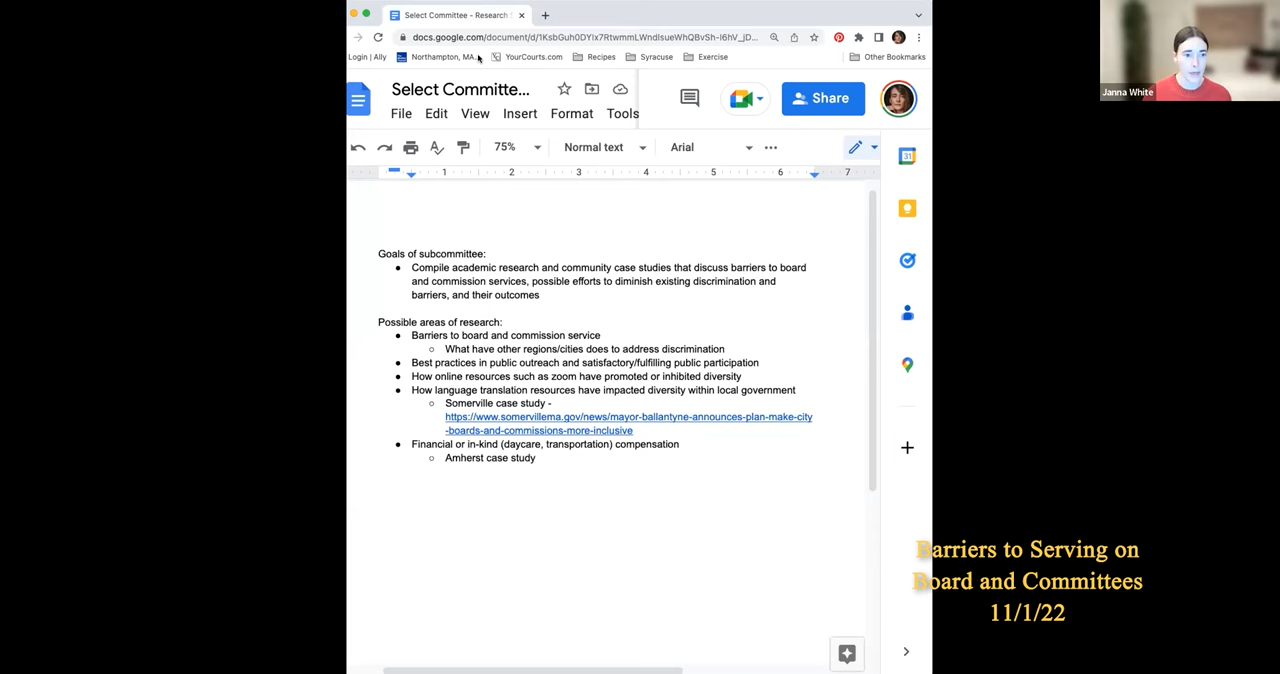 Select Committee - Research S
docs.google.com/document/d/1KsbGuh0DYlx7RtwmmLWndlsueWhQBvSh-I6hV_jD...
Login | Ally
Northampton, MA...
YourCourts.com
Recipes
Syracuse
Exercise
Other Bookmarks
Select Committe...
Share
File Edit View Insert Format Tools
75%
Normal text
Arial
1 2 3 4 5 6 7
31
Goals of subcommittee:
● Compile academic research and community case studies that discuss barriers to board
and commission services, possible efforts to diminish existing discrimination and
barriers, and their outcomes
Possible areas of research:
● Barriers to board and commission service
○ What have other regions/cities does to address discrimination
● Best practices in public outreach and satisfactory/fulfilling public participation
● How online resources such as zoom have promoted or inhibited diversity
● How language translation resources have impacted diversity within local government
○ Somerville case study -
https://www.somervillema.gov/news/mayor-ballantyne-announces-plan-make-city
-boards-and-commissions-more-inclusive
● Financial or in-kind (daycare, transportation) compensation
○ Amherst case study
Janna White
Barriers to Serving on
Board and Committees
11/1/22